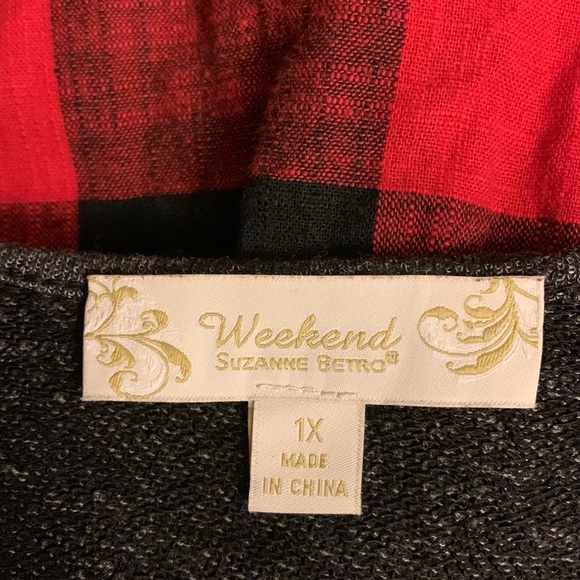 Weekend
SUZANNE BETRO®
1X
MADE
IN CHINA